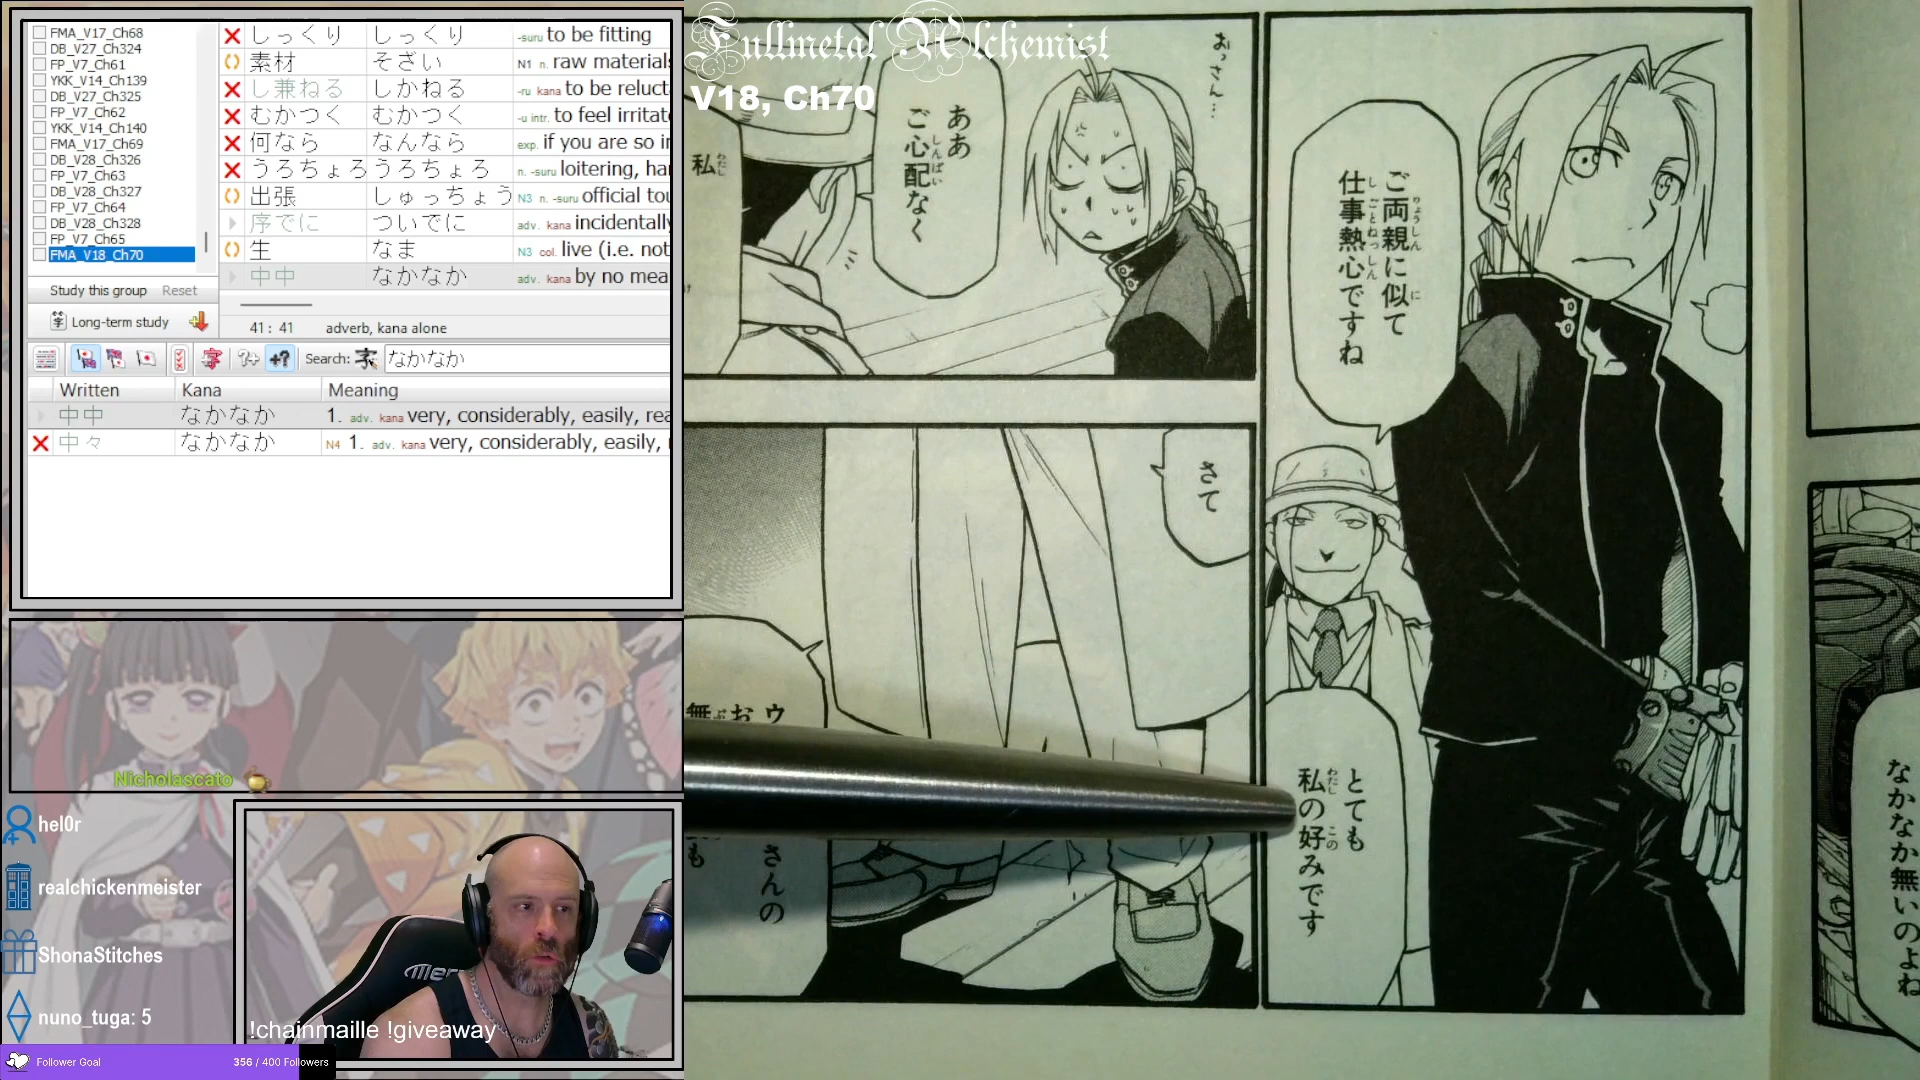 FMA_V17_Ch68
DB_V27_Ch324
FP_V7_Ch61
YKK_V14_Ch139
DB_V27_Ch325
FP_V7_Ch62
YKK_V14_Ch140
FMA_V17_Ch69
DB_V28_Ch326
FP_V7_Ch63
DB_V28_Ch327
FP_V7_Ch64
DB_V28_Ch328
FP_V7_Ch65
FMA_V18_Ch70
Study this group Reset
Long-term study
しっくり しっくり -suru to be fitting
素材 そざい N1 n. raw materials
し兼ねる しかねる -ru kana to be reluct
むかつく むかつく -u intr. to feel irritat
何なら なんなら exp. if you are so in
うろちょろ うろちょろ n. -suru loitering, har
出張 しゅっちょう N3 n. -suru official tou
序でに ついでに adv. kana incidentally
生 なま N3 col. live (i.e. not
中中 なかなか adv. kana by no mea
41: 41 adverb, kana alone
Search: なかなか
Written Kana Meaning
中中 なかなか 1. adv. kana very, considerably, easily, rea
中々 なかなか N4 1. adv. kana very, considerably, easily,
Nicholascato
hel0r
realchickenmeister
ShonaStitches
nuno_tuga: 5
!chainmaille !giveaway
Follower Goal 356 / 400 Followers
Fullmetal Alchemist
V18, Ch70
なかなか無いのよね
ご両親に似て
仕事熱心ですね
とても
私の好みです
おっさん…
ああ
ご心配なく
私
さて
ウ
お
無
さんの
も